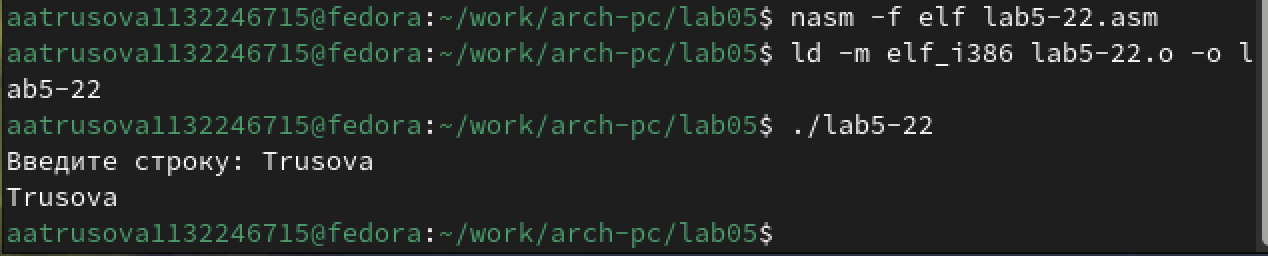 aatrusova1132246715@fedora:~/work/arch-pc/lab05$ nasm -f elf lab5-22.asm
aatrusova1132246715@fedora:~/work/arch-pc/lab05$ ld -m elf_i386 lab5-22.o -o l
ab5-22
aatrusova1132246715@fedora:~/work/arch-pc/lab05$ ./lab5-22
Введите строку: Trusova
Trusova
aatrusova1132246715@fedora:~/work/arch-pc/lab05$